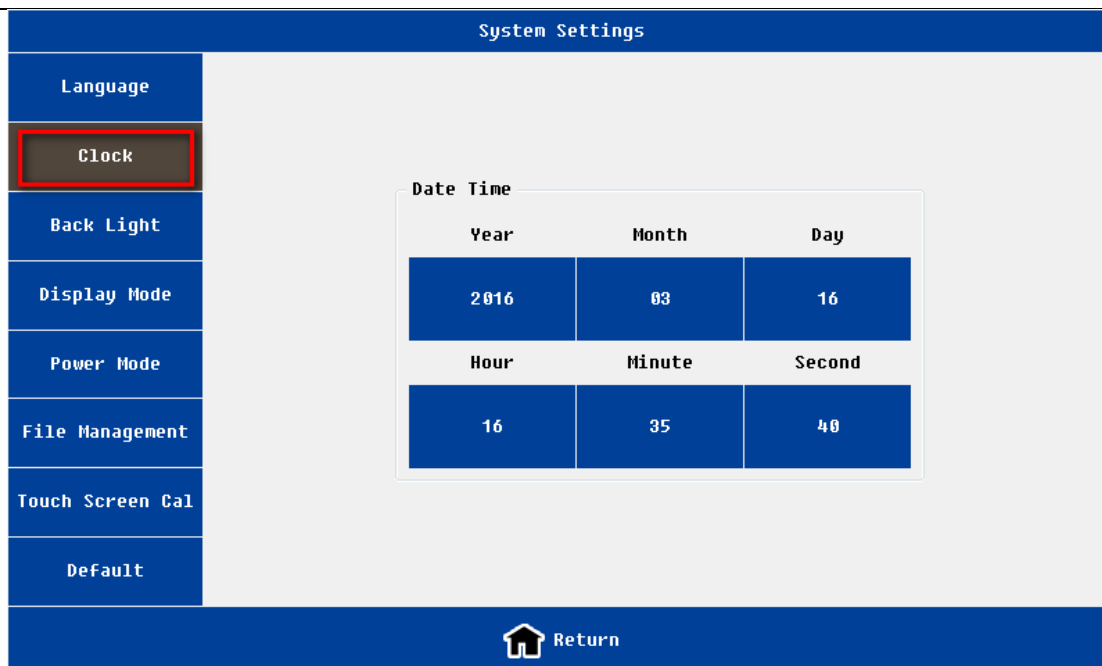 System Settings
Language
Clock
Back Light
Display Mode
Power Mode
File Management
Touch Screen Cal
Default
Date Time
Year Month Day
2016 03 16
Hour Minute Second
16 35 40
Return